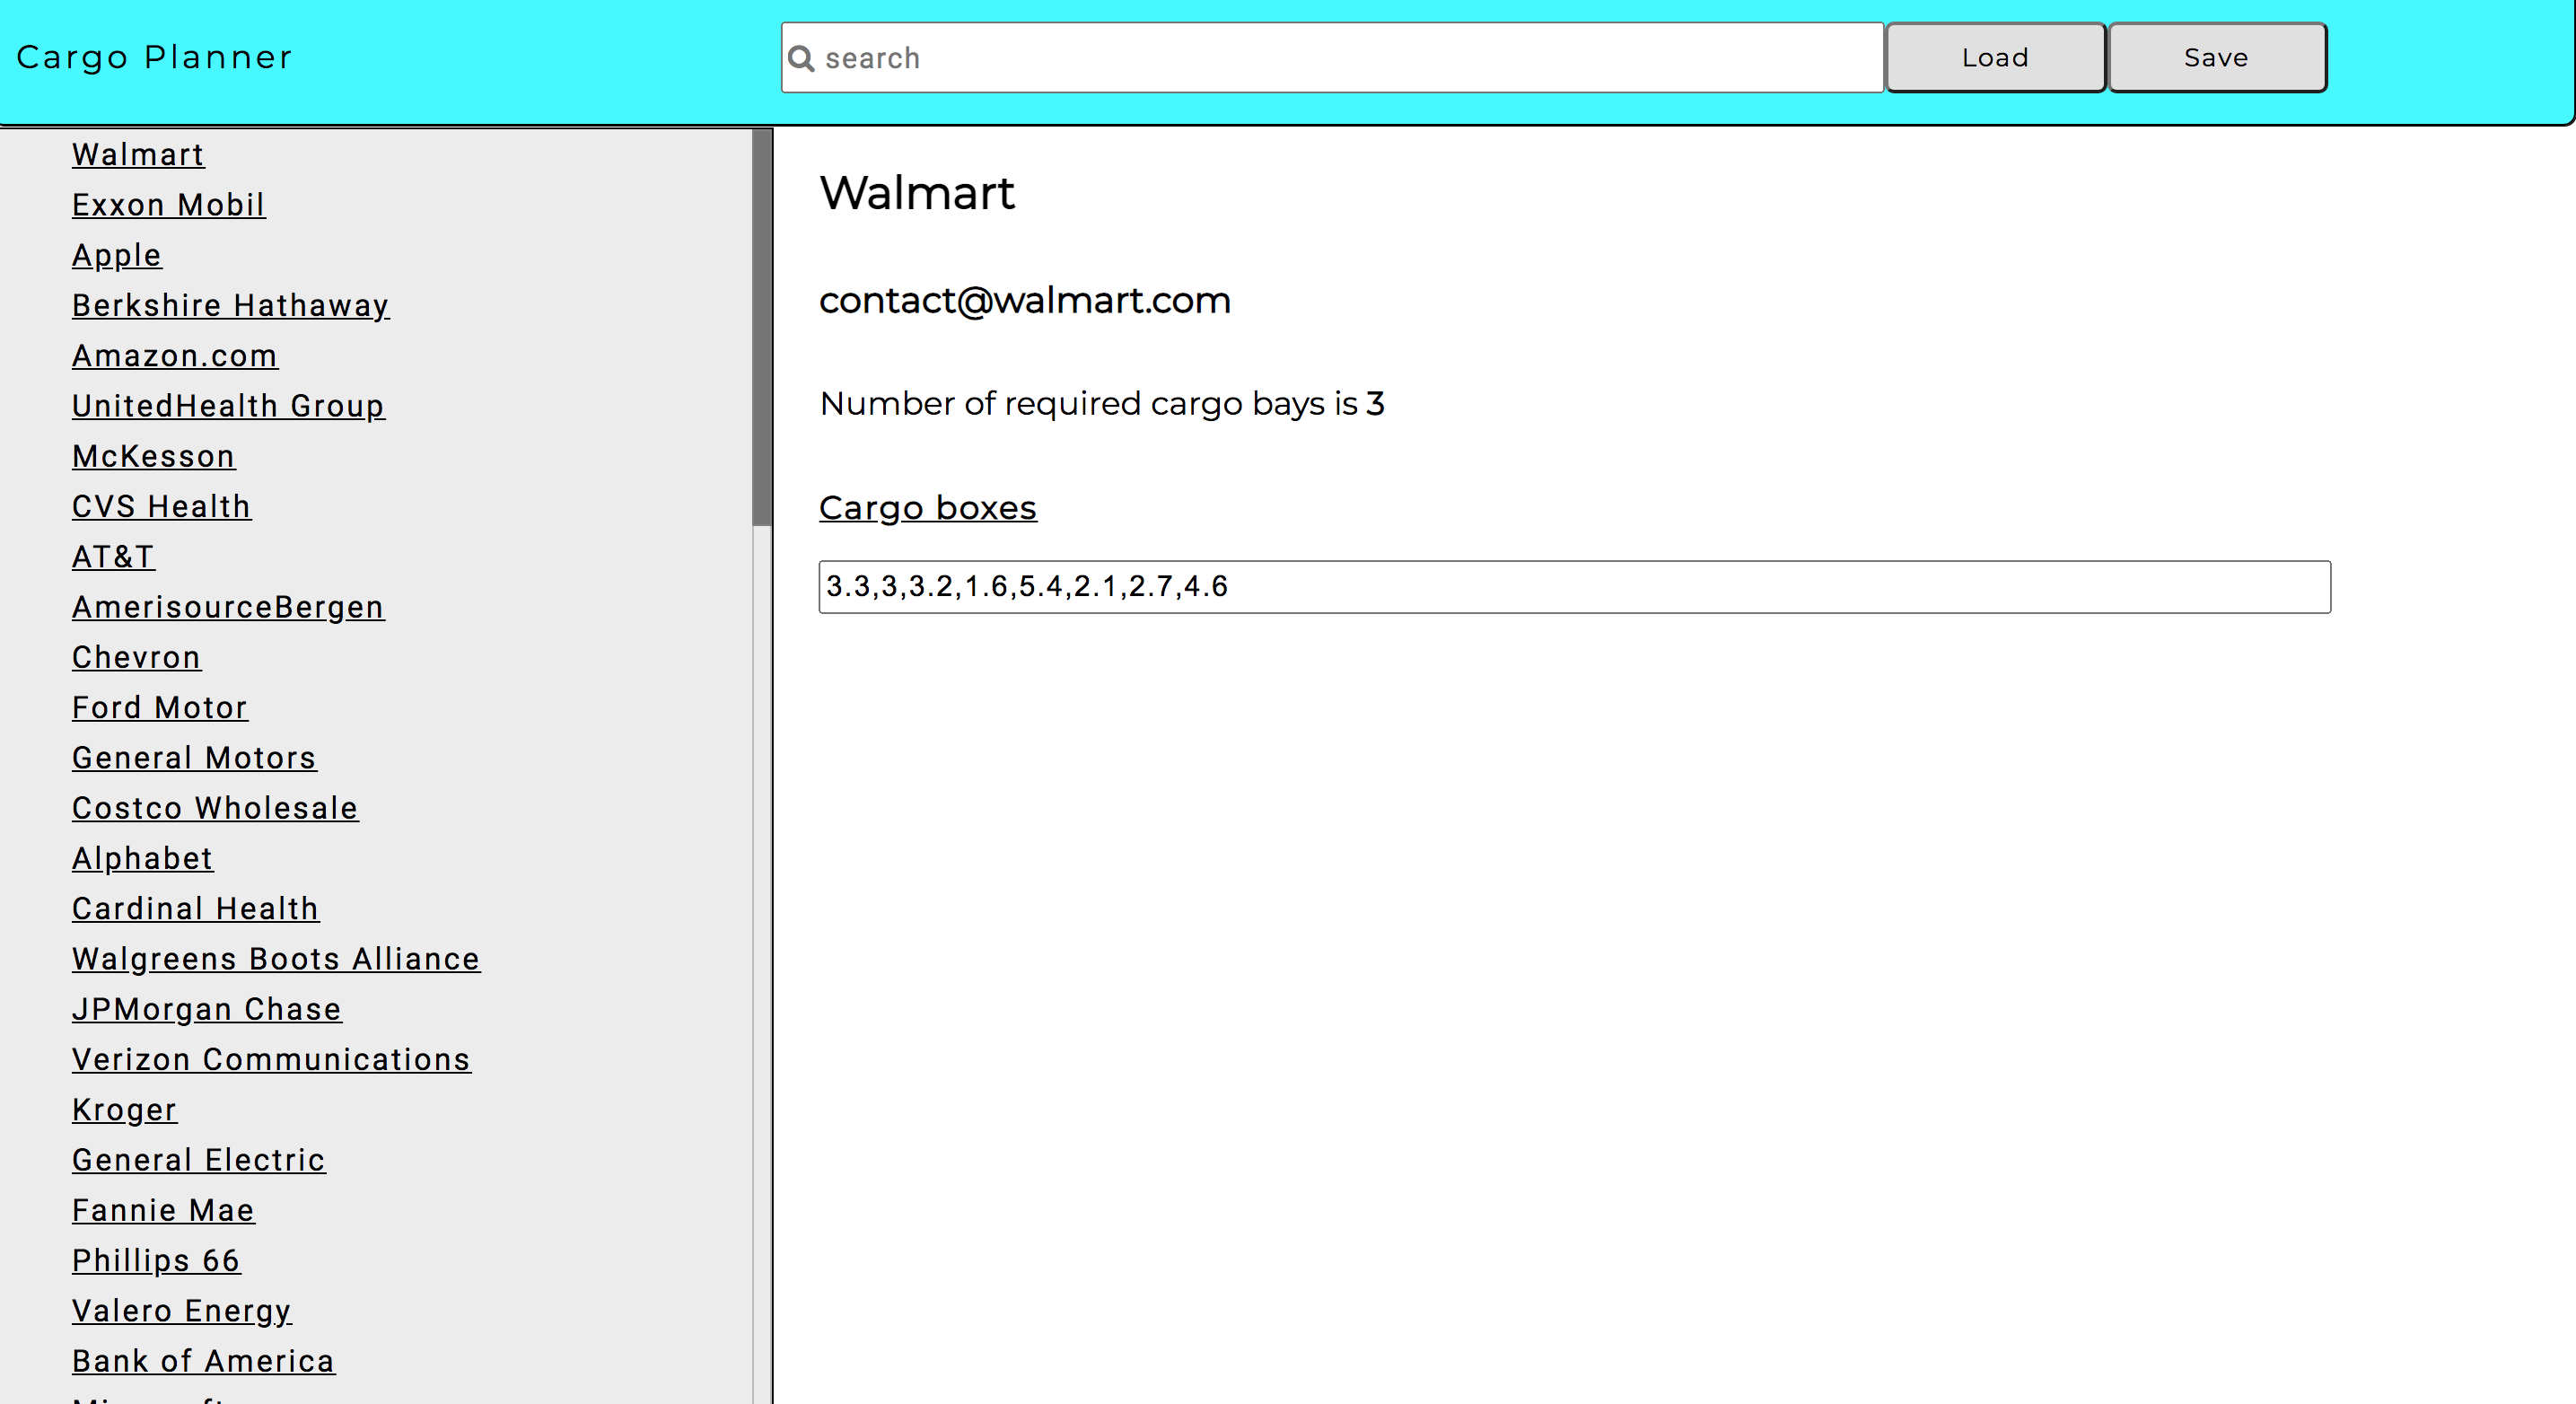 Cargo Planner
search
Load
Save
Walmart
Exxon Mobil
Apple
Berkshire Hathaway
Amazon.com
UnitedHealth Group
McKesson
CVS Health
AT&T
AmerisourceBergen
Chevron
Ford Motor
General Motors
Costco Wholesale
Alphabet
Cardinal Health
Walgreens Boots Alliance
JPMorgan Chase
Verizon Communications
Kroger
General Electric
Fannie Mae
Phillips 66
Valero Energy
Bank of America
Walmart
contact@walmart.com
Number of required cargo bays is 3
Cargo boxes
3.3,3,3.2,1.6,5.4,2.1,2.7,4.6